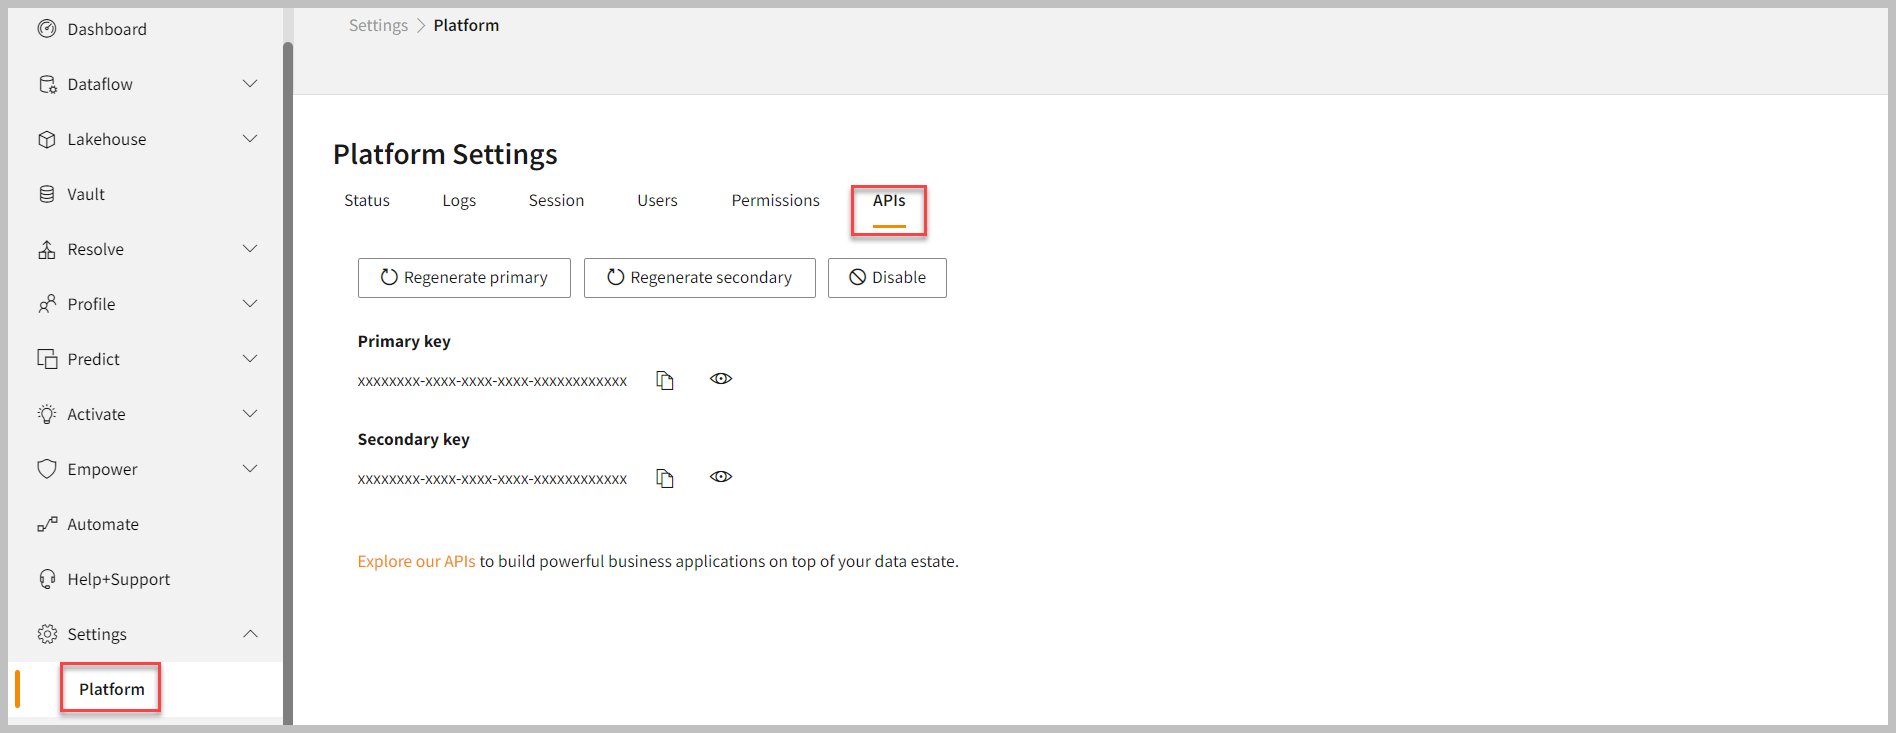 Dashboard
Dataflow
Lakehouse
Vault
Resolve
Profile
Predict
Activate
Empower
Automate
Help+Support
Settings
Platform
Settings > Platform
Platform Settings
Status Logs Session Users Permissions APIs
Regenerate primary Regenerate secondary Disable
Primary key
xxxxxxxx-xxxx-xxxx-xxxx-xxxxxxxxxxxx
Secondary key
xxxxxxxx-xxxx-xxxx-xxxx-xxxxxxxxxxxx
Explore our APIs to build powerful business applications on top of your data estate.